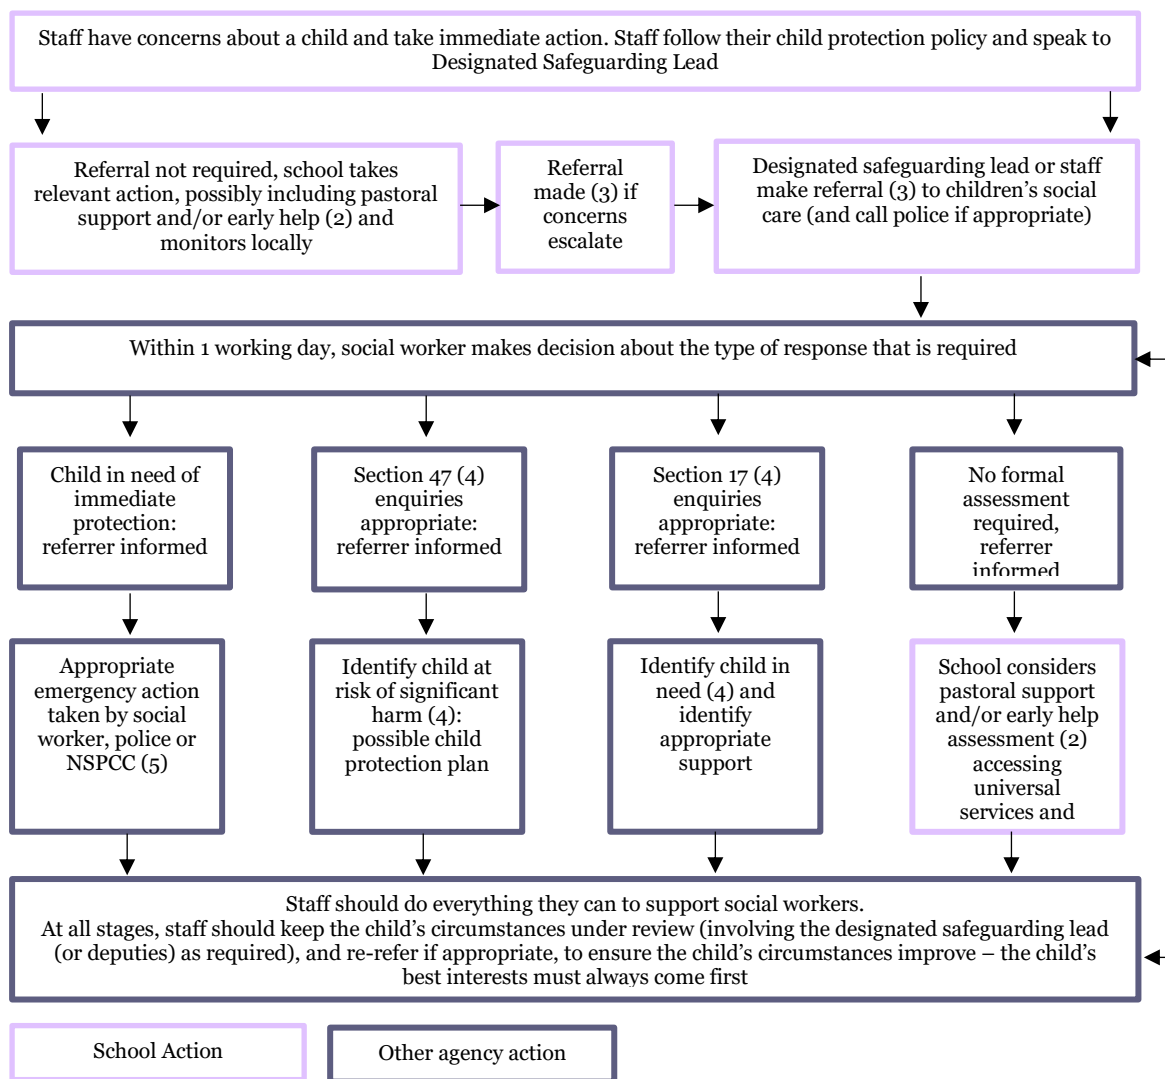 Staff have concerns about a child and take immediate action. Staff follow their child protection policy and speak to
Designated Safeguarding Lead
Referral not required, school takes
relevant action, possibly including pastoral
support and/or early help (2) and
monitors locally
Referral
made (3) if
concerns
escalate
Designated safeguarding lead or staff
make referral (3) to children’s social
care (and call police if appropriate)
Within 1 working day, social worker makes decision about the type of response that is required
Child in need of
immediate
protection:
referrer informed
Section 47 (4)
enquiries
appropriate:
referrer informed
Section 17 (4)
enquiries
appropriate:
referrer informed
No formal
assessment
required,
referrer
informed
Appropriate
emergency action
taken by social
worker, police or
NSPCC (5)
Identify child at
risk of significant
harm (4):
possible child
protection plan
Identify child in
need (4) and
identify
appropriate
support
School considers
pastoral support
and/or early help
assessment (2)
accessing
universal
services and
Staff should do everything they can to support social workers.
At all stages, staff should keep the child’s circumstances under review (involving the designated safeguarding lead
(or deputies) as required), and re-refer if appropriate, to ensure the child’s circumstances improve – the child’s
best interests must always come first
School Action
Other agency action